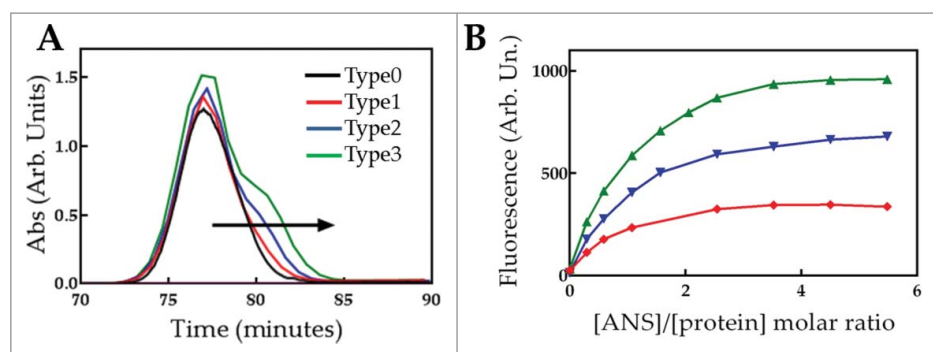 A
Abs (Arb. Units)
1.5
1.0
0.5
0.0
70
75
80
85
90
Time (minutes)
Type0
Type1
Type2
Type3
B
Fluorescence (Arb. Un.)
1000
500
0
0
2
4
6
[ANS]/[protein] molar ratio